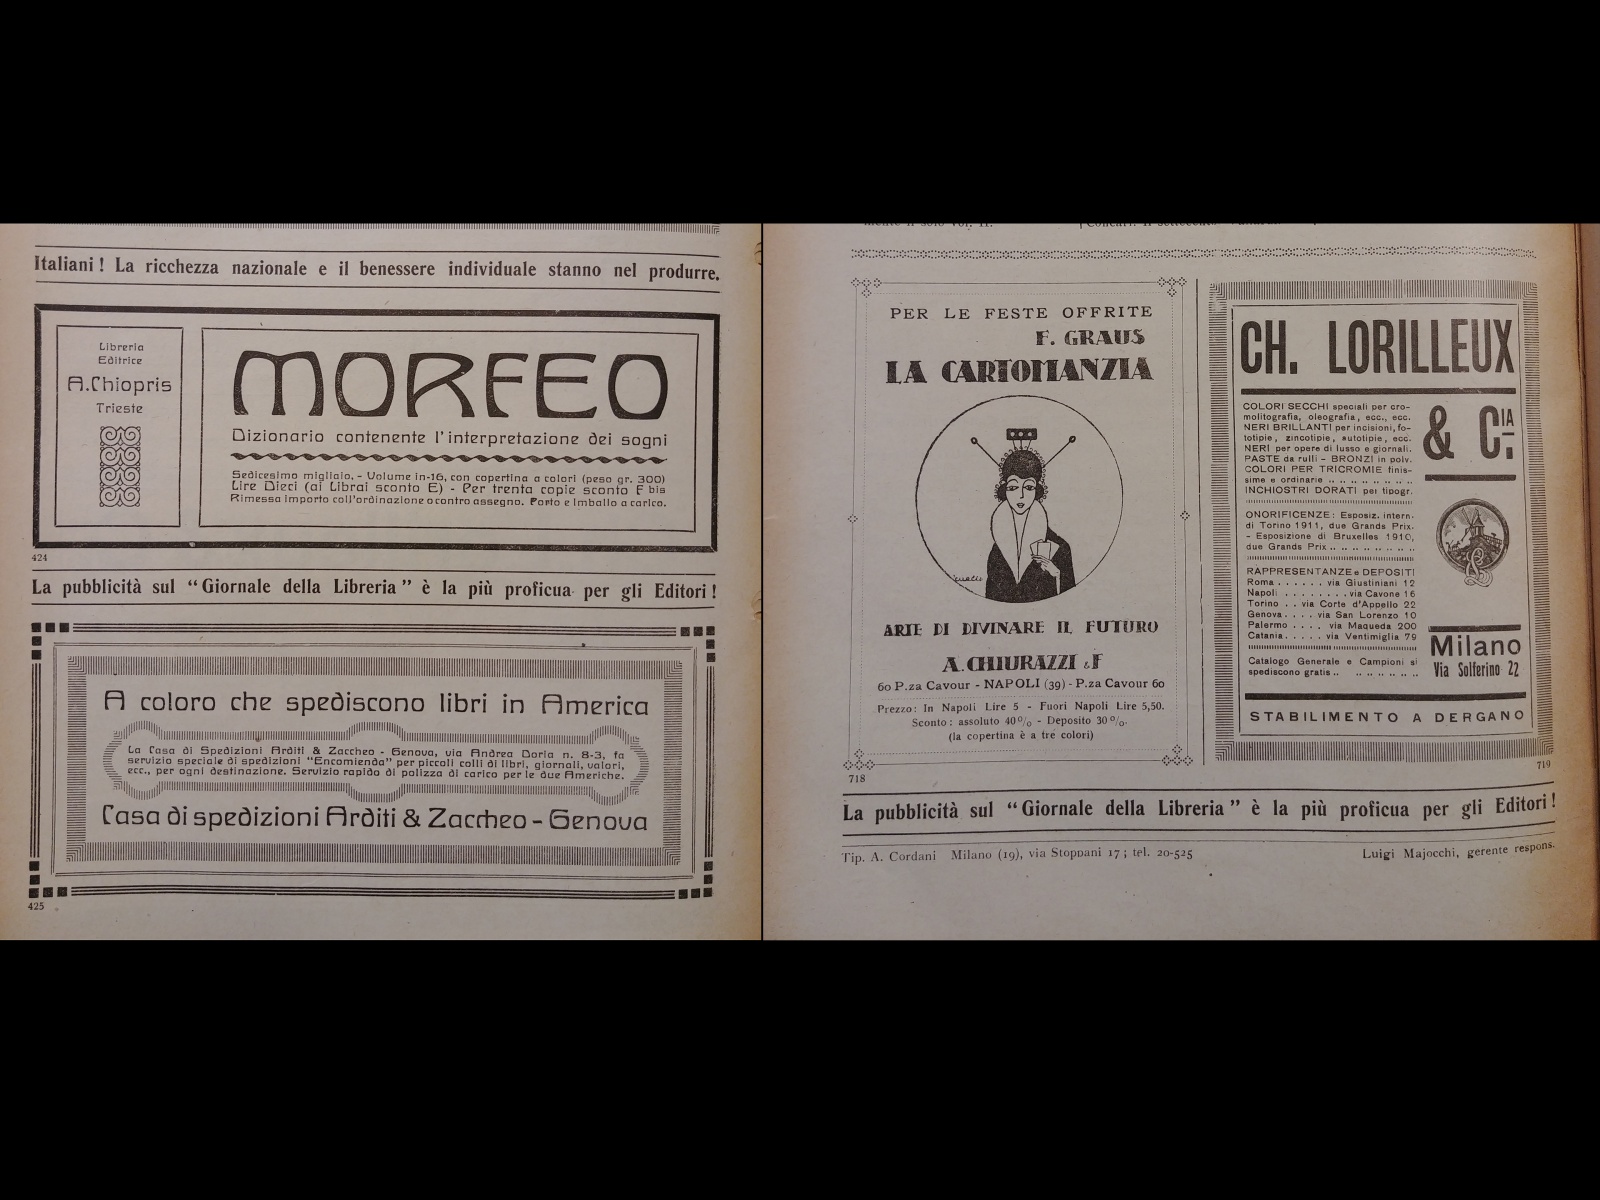 Italiani! La ricchezza nazionale e il benessere individuale stanno nel produrre.
Libreria
Editrice
A. Chiopris
Trieste
MORFEO
Dizionario contenente l'interpretazione dei sogni
Sedicesimo migliaio. - Volume in-16, con copertina a colori (peso gr. 300)
Lire Dieci (ai Librai sconto E) - Per trenta copie sconto F bis
Rimessa importo coll'ordinazione o contro assegno. Porto e Imballo a carico.
424
La pubblicità sul “Giornale della Libreria” è la più proficua per gli Editori!
A coloro che spediscono libri in America
La Casa di Spedizioni Arditi & Zaccheo - Genova, via Andrea Doria n. 8-3, fa
servizio speciale di spedizioni "Encomienda" per piccoli colli di libri, giornali, valori,
ecc., per ogni destinazione. Servizio rapido di polizza di carico per le due Americhe.
Casa di spedizioni Arditi & Zaccheo - Genova
425
PER LE FESTE OFFRITE
F. GRAUS
LA CARTOMANZIA
ARTE DI DIVINARE IL FUTURO
A. CHIURAZZI & F
60 P.za Cavour - NAPOLI (39) - P.za Cavour 60
Prezzo: In Napoli Lire 5 - Fuori Napoli Lire 5,50.
Sconto: assoluto 40% - Deposito 30%.
(la copertina è a tre colori)
718
CH. LORILLEUX
& CIA
COLORI SECCHI speciali per cro-
molitografia, oleografia, ecc., ecc.
NERI BRILLANTI per incisioni, fo-
totipie, zincotipie, autotipie, ecc.
NERI per opere di lusso e giornali.
PASTE da rulli - BRONZI in polv.
COLORI PER TRICROMIE finis-
sime e ordinarie .. .. .. .. .. .. ..
INCHIOSTRI DORATI per tipogr.
ONORIFICENZE: Esposiz. intern.
di Torino 1911, due Grands Prix.
- Esposizione di Bruxelles 1910,
due Grands Prix .. .. .. .. .. .. ..
RAPPRESENTANZE e DEPOSITI
Roma . . . . . . via Giustiniani 12
Napoli . . . . . . . . via Cavone 16
Torino . . via Corte d'Appello 22
Genova . . . . via San Lorenzo 10
Palermo . . . . via Maqueda 200
Catania . . . . . via Ventimiglia 79
Catalogo Generale e Campioni si
spediscono gratis .. .. .. .. .. .. ..
Milano
Via Solferino 22
STABILIMENTO A DERGANO
719
La pubblicità sul “Giornale della Libreria” è la più proficua per gli Editori!
Tip. A. Cordani Milano (19), via Stoppani 17; tel. 20-525
Luigi Majocchi, gerente respons.